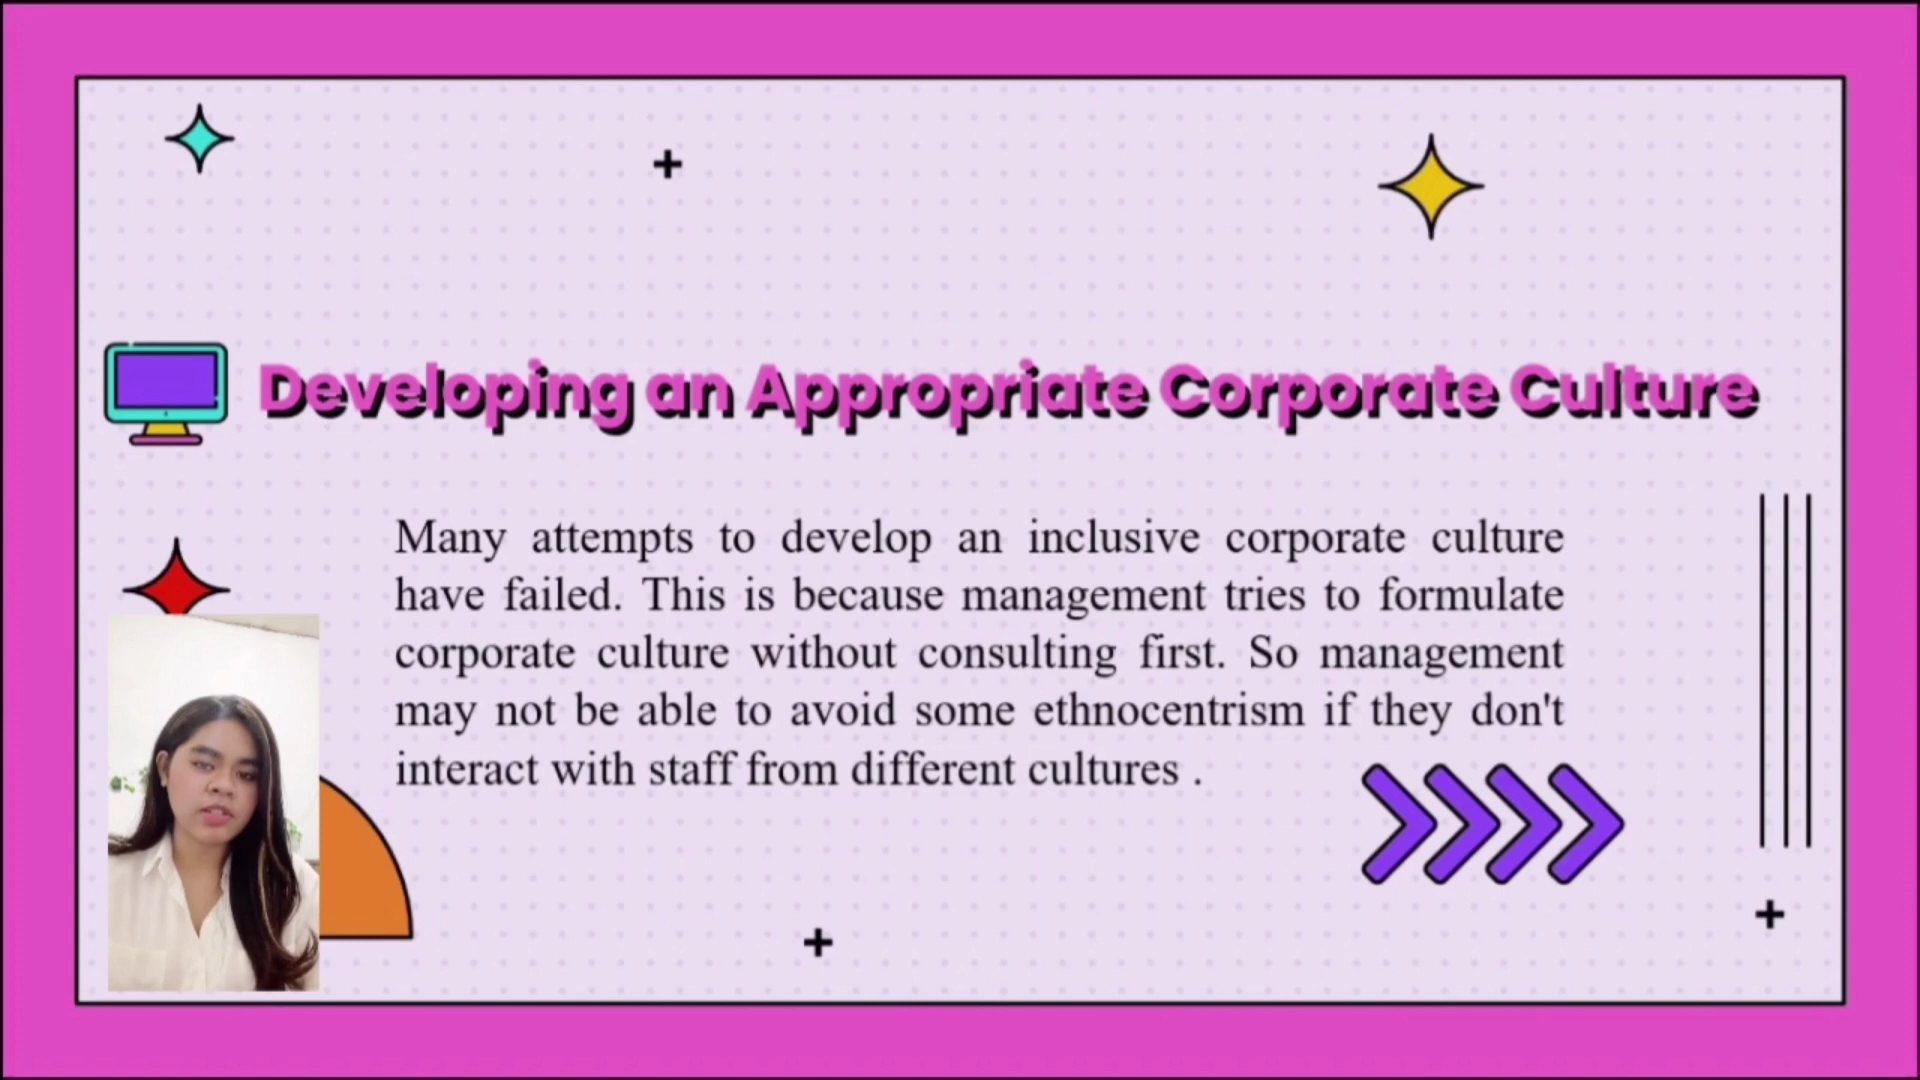 Developing an Appropriate Corporate Culture
Many attempts to develop an inclusive corporate culture
have failed. This is because management tries to formulate
corporate culture without consulting first. So management
may not be able to avoid some ethnocentrism if they don't
interact with staff from different cultures .